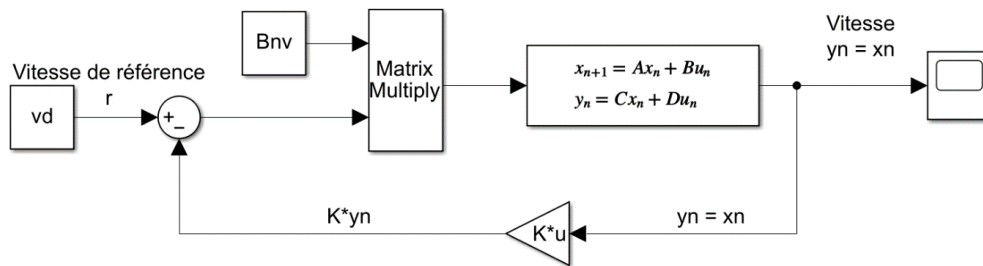 Vitesse
yn = xn
Bnv
Matrix
Multiply
x_{n+1} = Ax_n + Bu_n
y_n = Cx_n + Du_n
Vitesse de référence
r
vd
+
−
K*yn
K*u
yn = xn